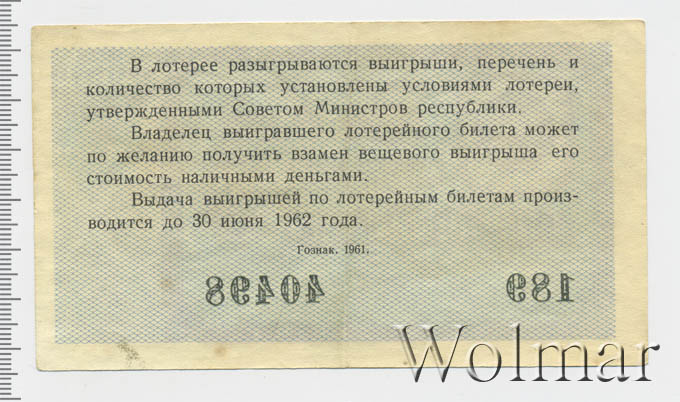 В лотерее разыгрываются выигрыши, перечень и
количество которых установлены условиями лотереи,
утвержденными Советом Министров республики.
Владелец выигравшего лотерейного билета может
по желанию получить взамен вещевого выигрыша его
стоимость наличными деньгами.
Выдача выигрышей по лотерейным билетам произ-
водится до 30 июня 1962 года.
Гознак. 1961.
40498 189
Wolmar